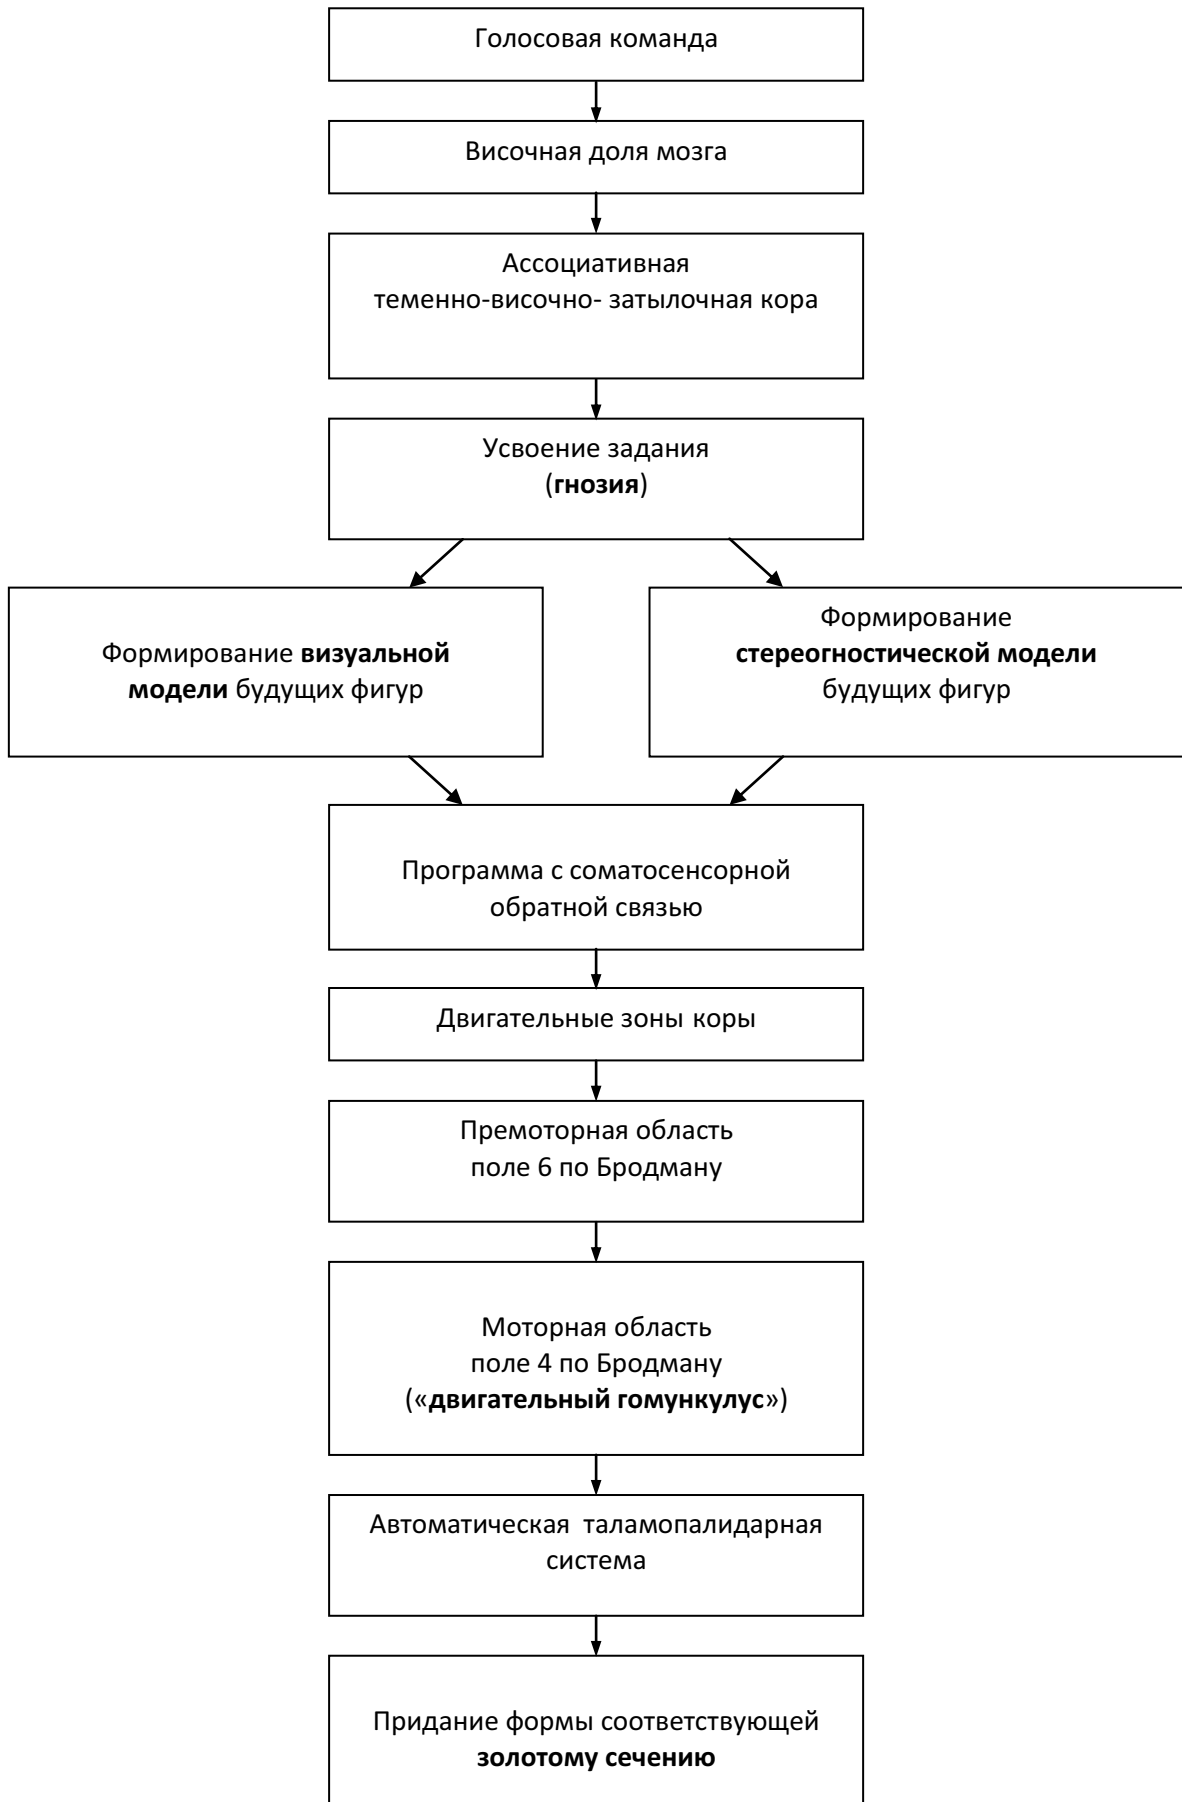 Голосовая команда
Височная доля мозга
Ассоциативная
теменно-височно- затылочная кора
Усвоение задания
(гнозия)
Формирование визуальной
модели будущих фигур
Формирование
стереогностической модели
будущих фигур
Программа с соматосенсорной
обратной связью
Двигательные зоны коры
Премоторная область
поле 6 по Бродману
Моторная область
поле 4 по Бродману
(«двигательный гомункулус»)
Автоматическая таламопалидарная
система
Придание формы соответствующей
золотому сечению